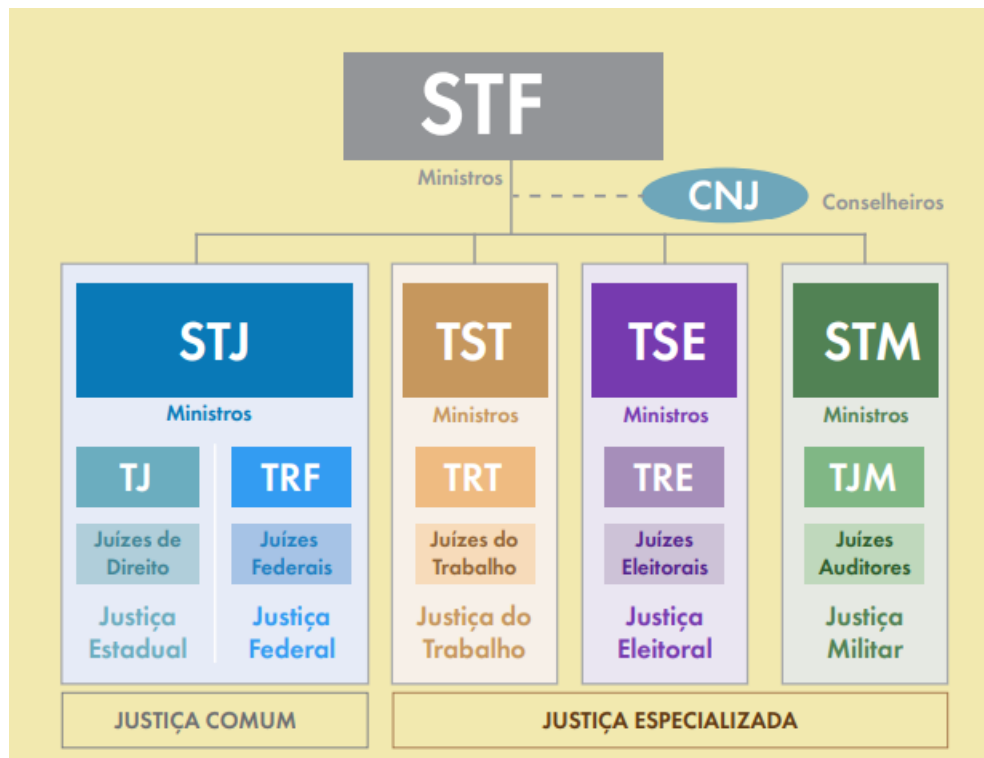 STF
Ministros
CNJ
Conselheiros
STJ
TST
TSE
STM
Ministros
Ministros
Ministros
Ministros
TJ
TRF
TRT
TRE
TJM
Juízes de
Direito
Juízes
Federais
Juízes do
Trabalho
Juízes
Eleitorais
Juízes
Auditores
Justiça
Estadual
Justiça
Federal
Justiça do
Trabalho
Justiça
Eleitoral
Justiça
Militar
JUSTIÇA COMUM
JUSTIÇA ESPECIALIZADA